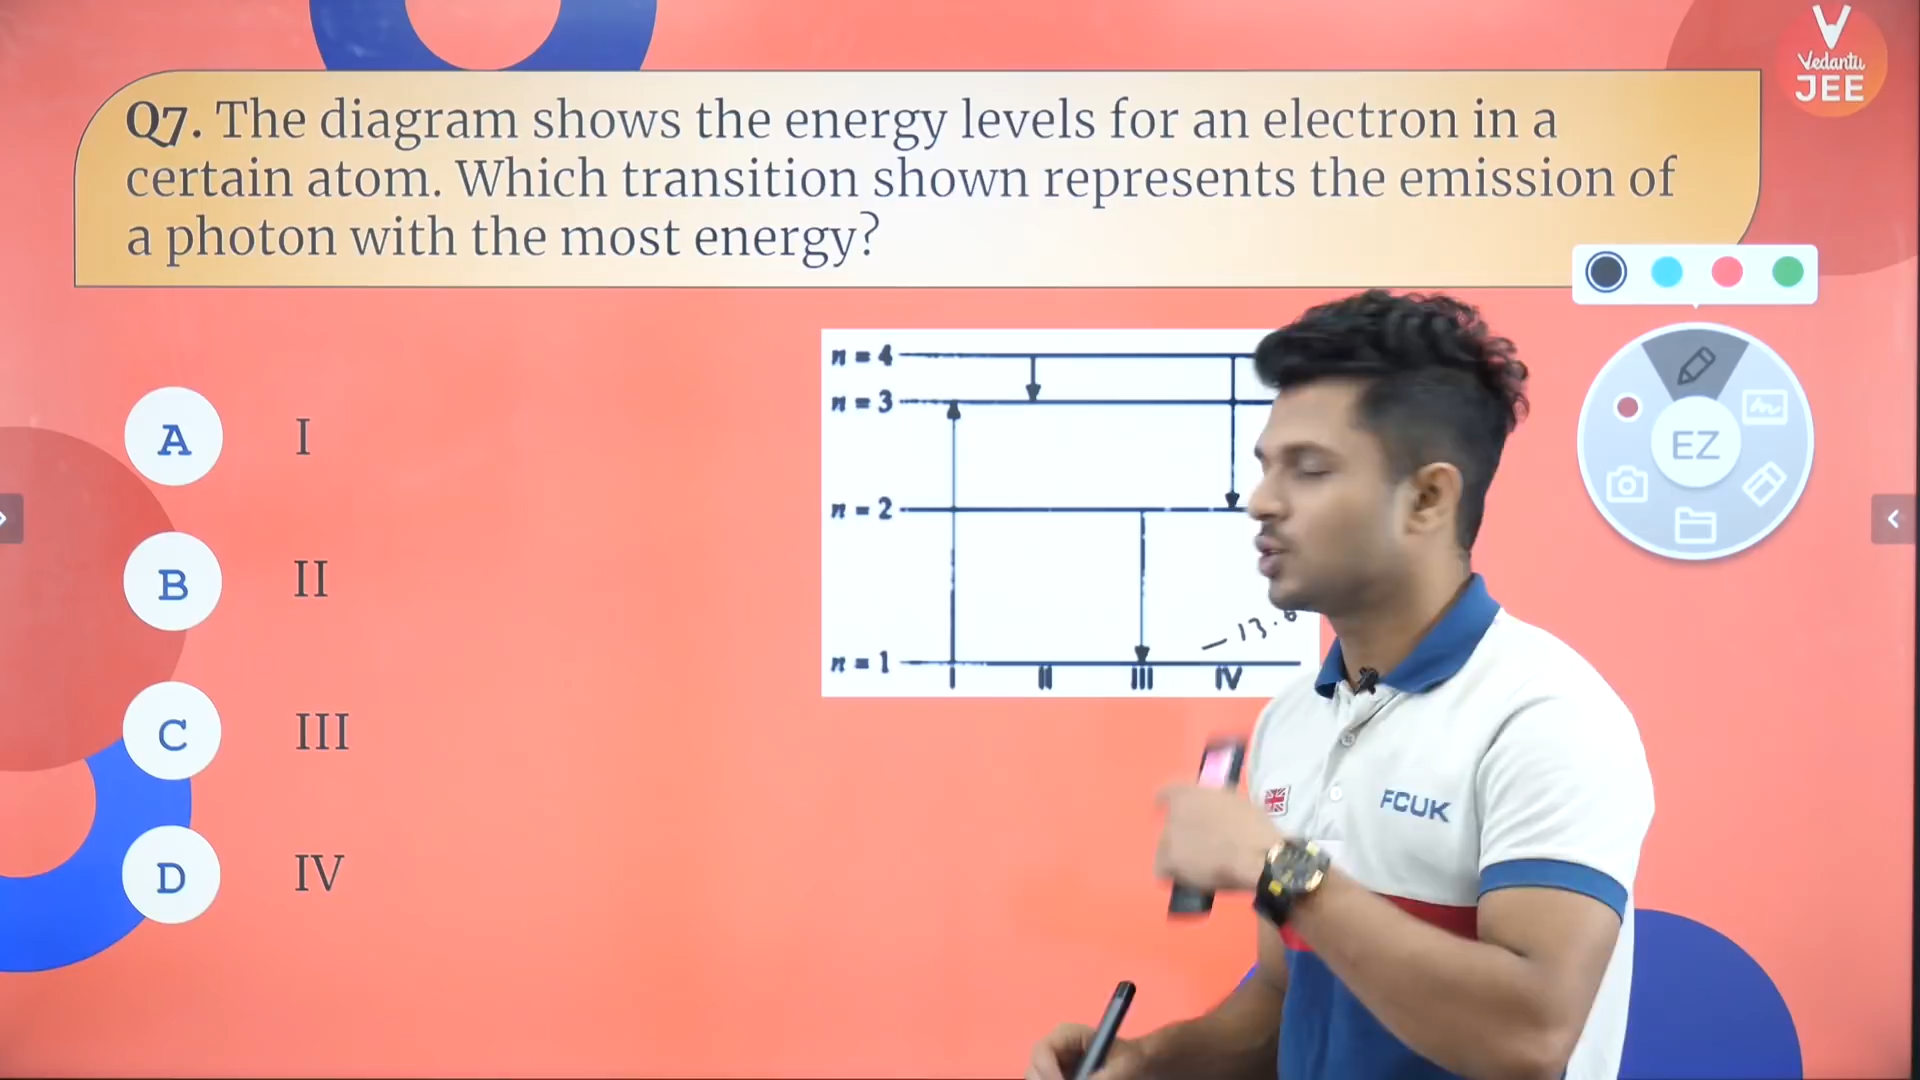 Vedantu
JEE
Q7. The diagram shows the energy levels for an electron in a
certain atom. Which transition shown represents the emission of
a photon with the most energy?
A I
B II
C III
D IV
n = 4
n = 3
n = 2
n = 1
I II III IV
EZ
FCUK